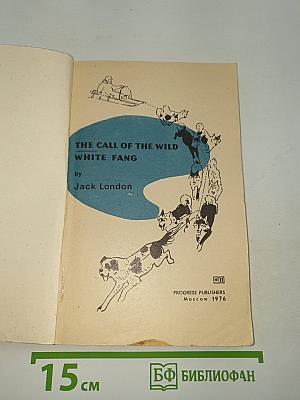 THE CALL OF THE WILD
WHITE FANG
by
Jack London
PROGRESS PUBLISHERS
Moscow 1976
15 см
БФ БИБЛИОФАН